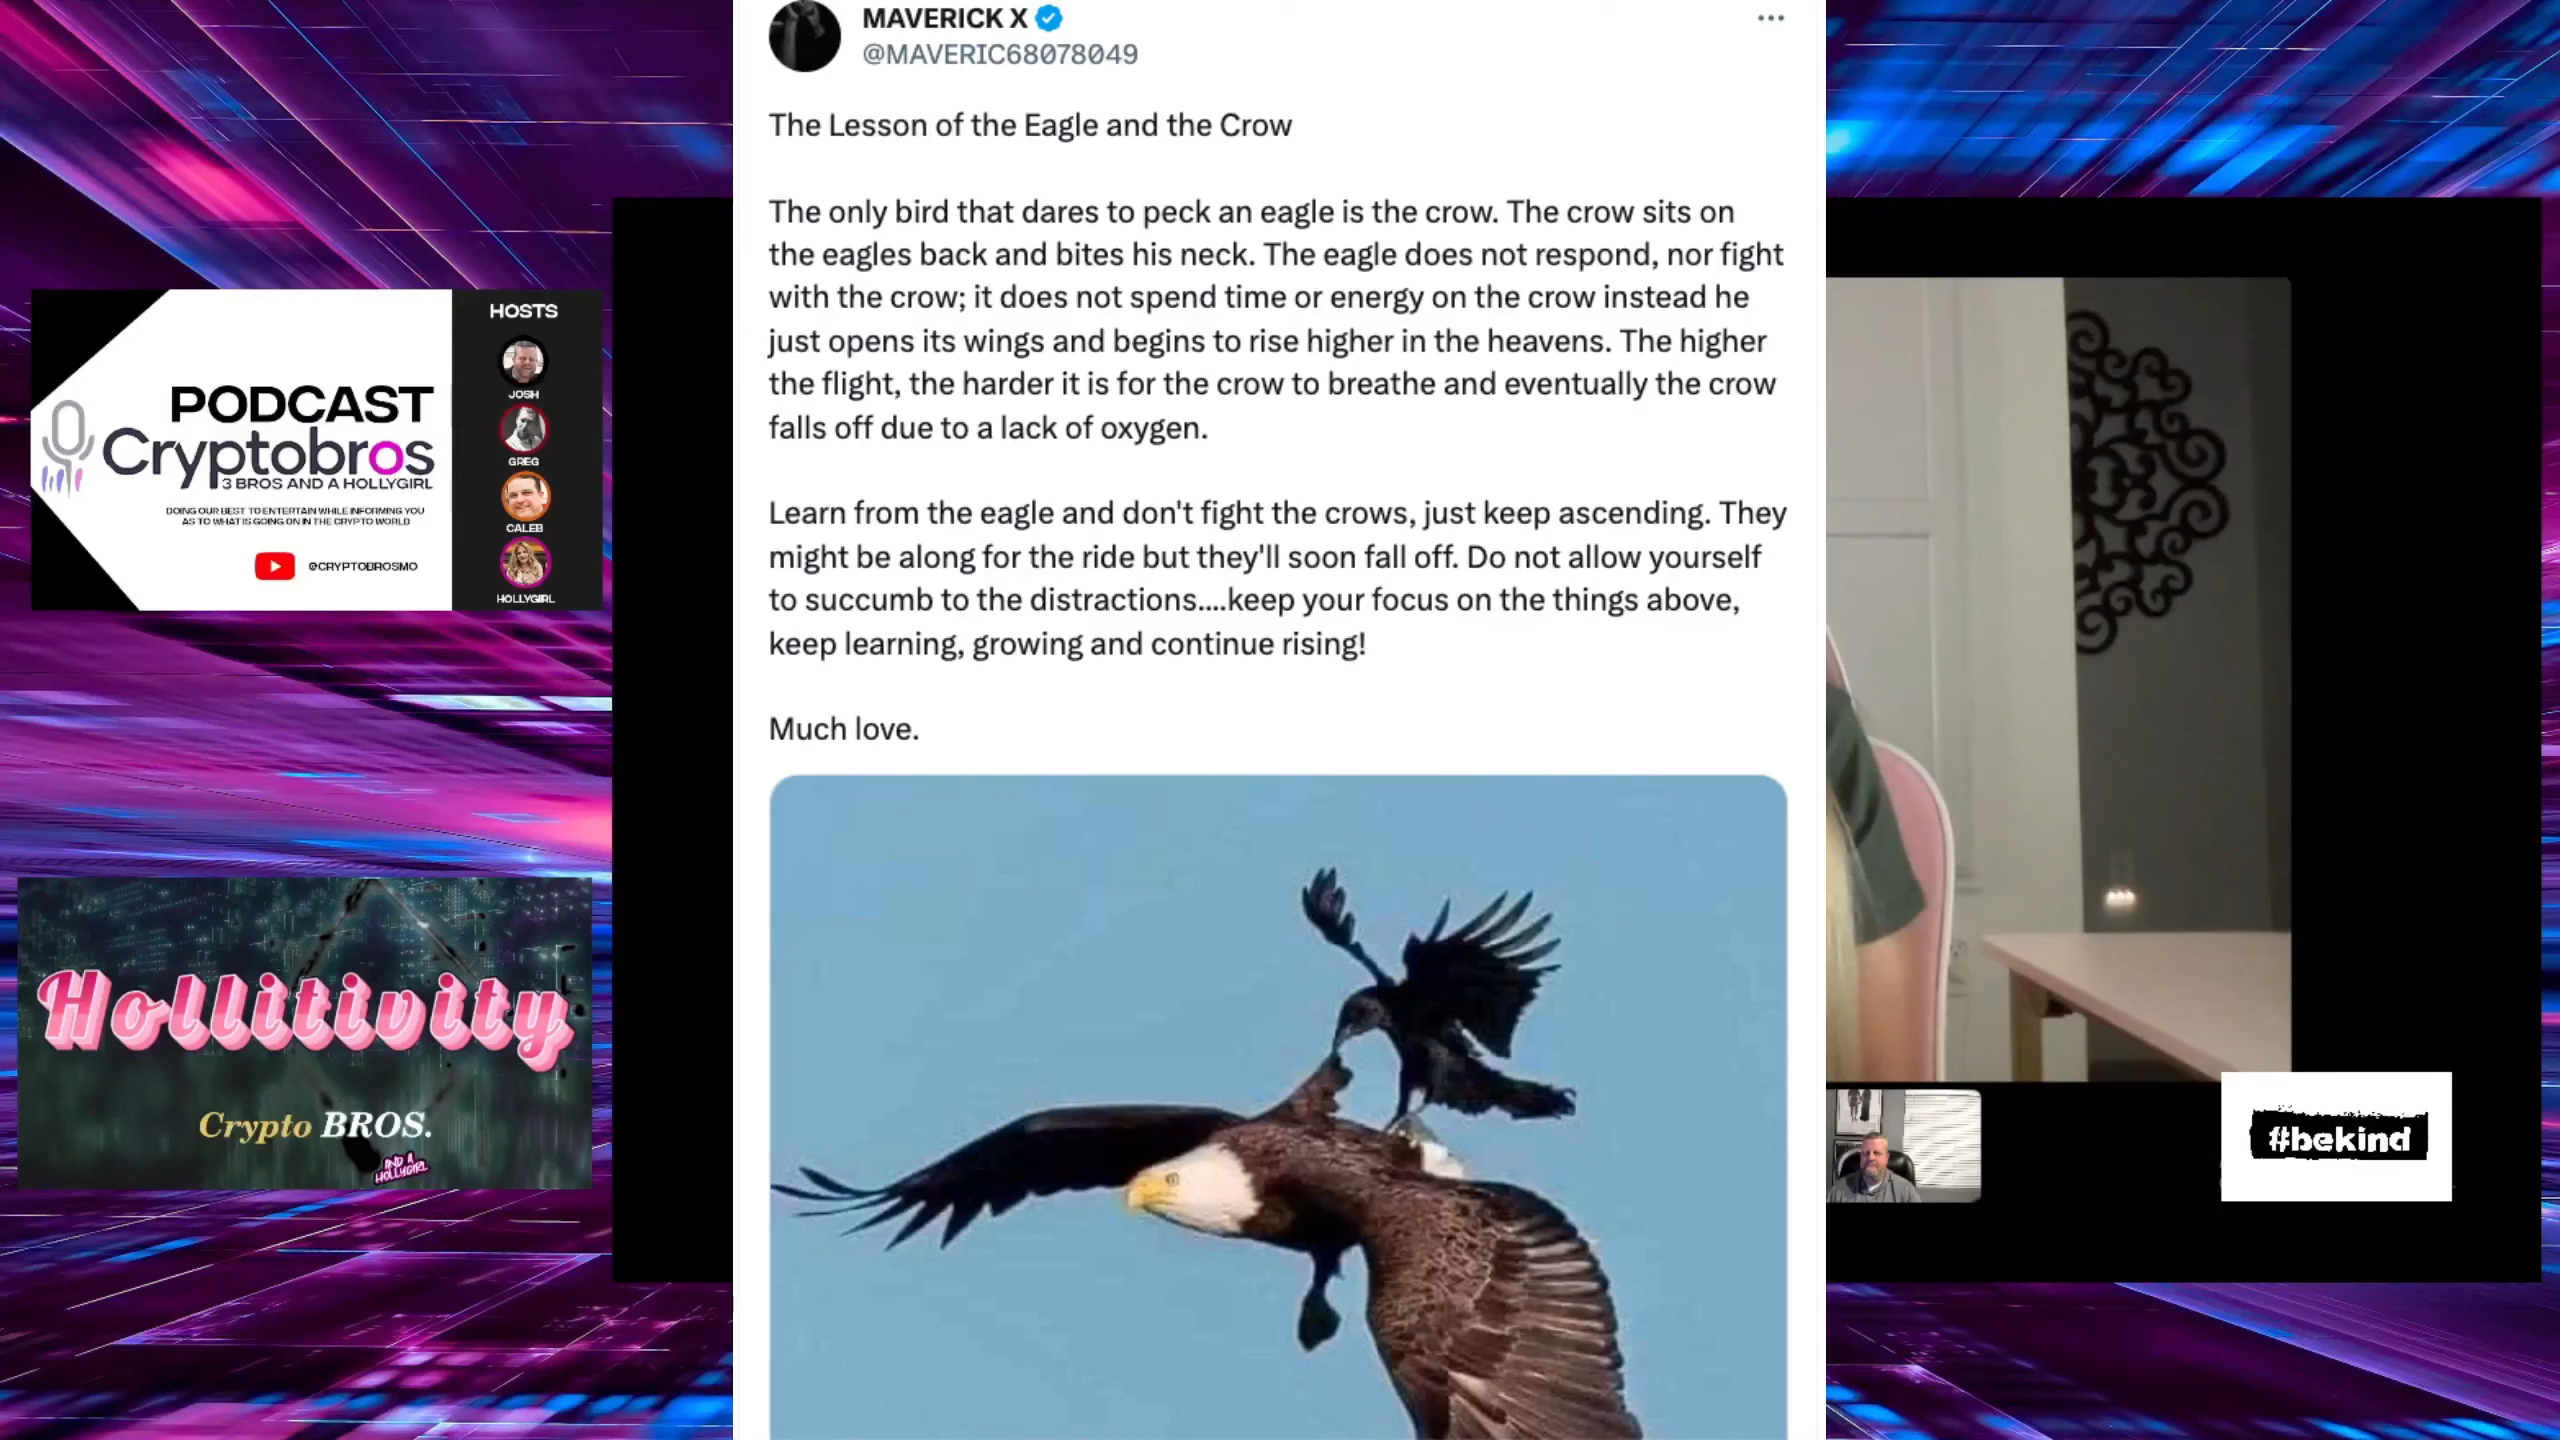 MAVERICK X
@MAVERIC68078049
The Lesson of the Eagle and the Crow
The only bird that dares to peck an eagle is the crow. The crow sits on
the eagles back and bites his neck. The eagle does not respond, nor fight
with the crow; it does not spend time or energy on the crow instead he
just opens its wings and begins to rise higher in the heavens. The higher
the flight, the harder it is for the crow to breathe and eventually the crow
falls off due to a lack of oxygen.
Learn from the eagle and don't fight the crows, just keep ascending. They
might be along for the ride but they'll soon fall off. Do not allow yourself
to succumb to the distractions....keep your focus on the things above,
keep learning, growing and continue rising!
Much love.
PODCAST
Cryptobros
3 BROS AND A HOLLYGIRL
DOING OUR BEST TO ENTERTAIN WHILE INFORMING YOU
AS TO WHAT IS GOING ON IN THE CRYPTO WORLD
@CRYPTOBROSMO
HOSTS
JOSH
GREG
CALEB
HOLLYGIRL
Hollitivity
Crypto BROS.
AND A
HOLLYGIRL
#bekind